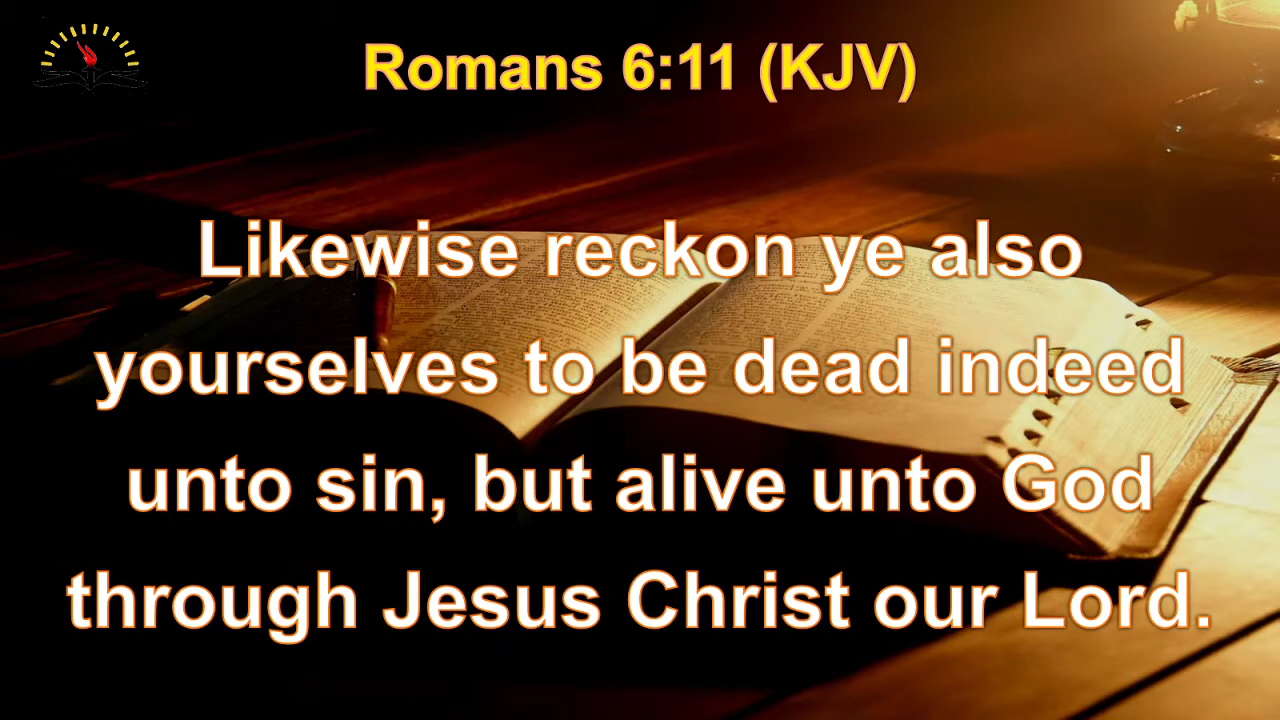 Romans 6:11 (KJV)
Likewise reckon ye also
yourselves to be dead indeed
unto sin, but alive unto God
through Jesus Christ our Lord.